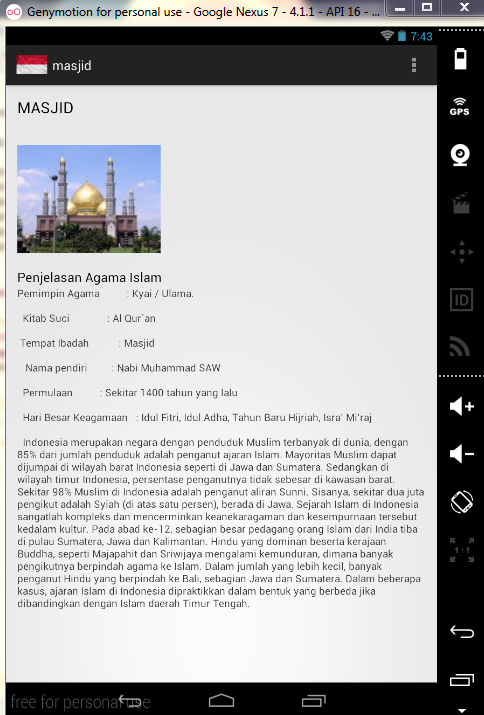 Genymotion for personal use - Google Nexus 7 - 4.1.1 - API 16 - ...
7:43
masjid
GPS
MASJID
ID
Penjelasan Agama Islam
Pemimpin Agama : Kyai / Ulama.
Kitab Suci : Al Qur`an
Tempat Ibadah : Masjid
Nama pendiri : Nabi Muhammad SAW
Permulaan : Sekitar 1400 tahun yang lalu
Hari Besar Keagamaan : Idul Fitri, Idul Adha, Tahun Baru Hijriah, Isra' Mi'raj
Indonesia merupakan negara dengan penduduk Muslim terbanyak di dunia, dengan
85% dari jumlah penduduk adalah penganut ajaran Islam. Mayoritas Muslim dapat
dijumpai di wilayah barat Indonesia seperti di Jawa dan Sumatera. Sedangkan di
wilayah timur Indonesia, persentase penganutnya tidak sebesar di kawasan barat.
Sekitar 98% Muslim di Indonesia adalah penganut aliran Sunni. Sisanya, sekitar dua juta
pengikut adalah Syiah (di atas satu persen), berada di Jawa. Sejarah Islam di Indonesia
sangatlah kompleks dan mencerminkan keanekaragaman dan kesempurnaan tersebut
kedalam kultur. Pada abad ke-12, sebagian besar pedagang orang Islam dari India tiba
di pulau Sumatera, Jawa dan Kalimantan. Hindu yang dominan beserta kerajaan
Buddha, seperti Majapahit dan Sriwijaya mengalami kemunduran, dimana banyak
pengikutnya berpindah agama ke Islam. Dalam jumlah yang lebih kecil, banyak
penganut Hindu yang berpindah ke Bali, sebagian Jawa dan Sumatera. Dalam beberapa
kasus, ajaran Islam di Indonesia dipraktikkan dalam bentuk yang berbeda jika
dibandingkan dengan Islam daerah Timur Tengah.
1:1
free for personal use